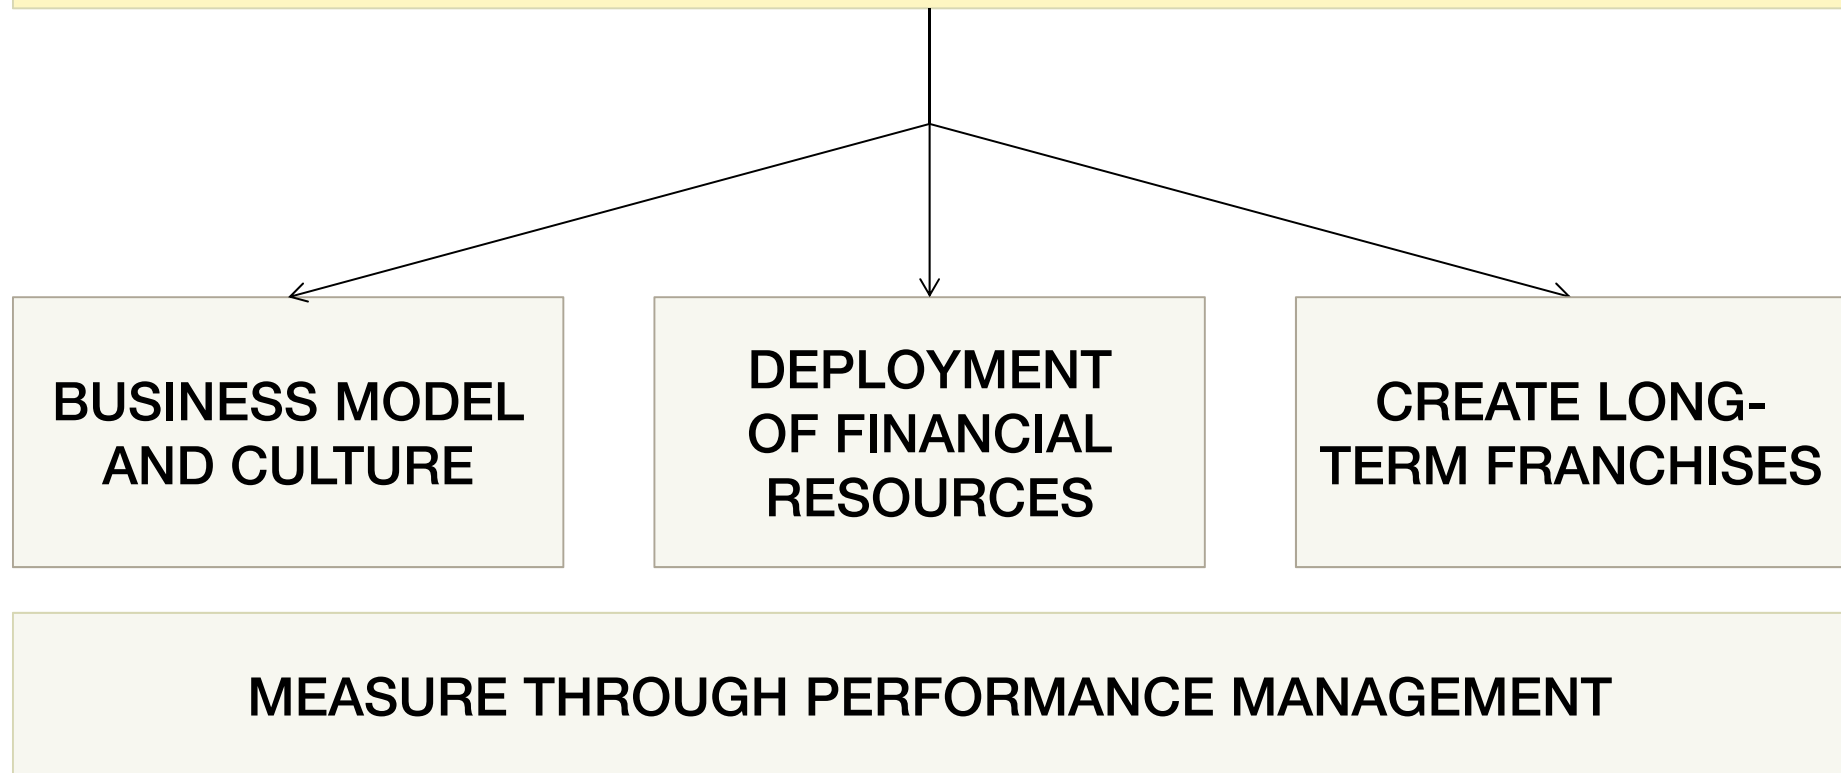 BUSINESS MODEL
AND CULTURE
DEPLOYMENT
OF FINANCIAL
RESOURCES
CREATE LONG-
TERM FRANCHISES
MEASURE THROUGH PERFORMANCE MANAGEMENT